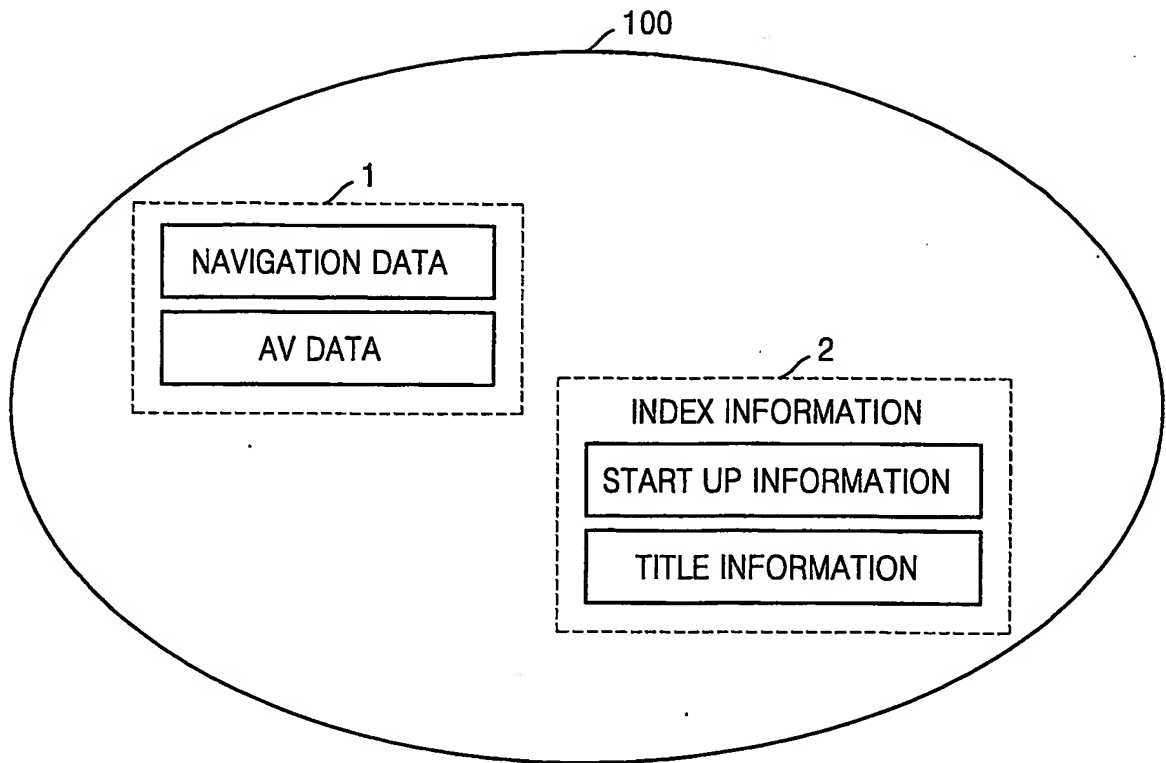 100
1
NAVIGATION DATA
AV DATA
2
INDEX INFORMATION
START UP INFORMATION
TITLE INFORMATION